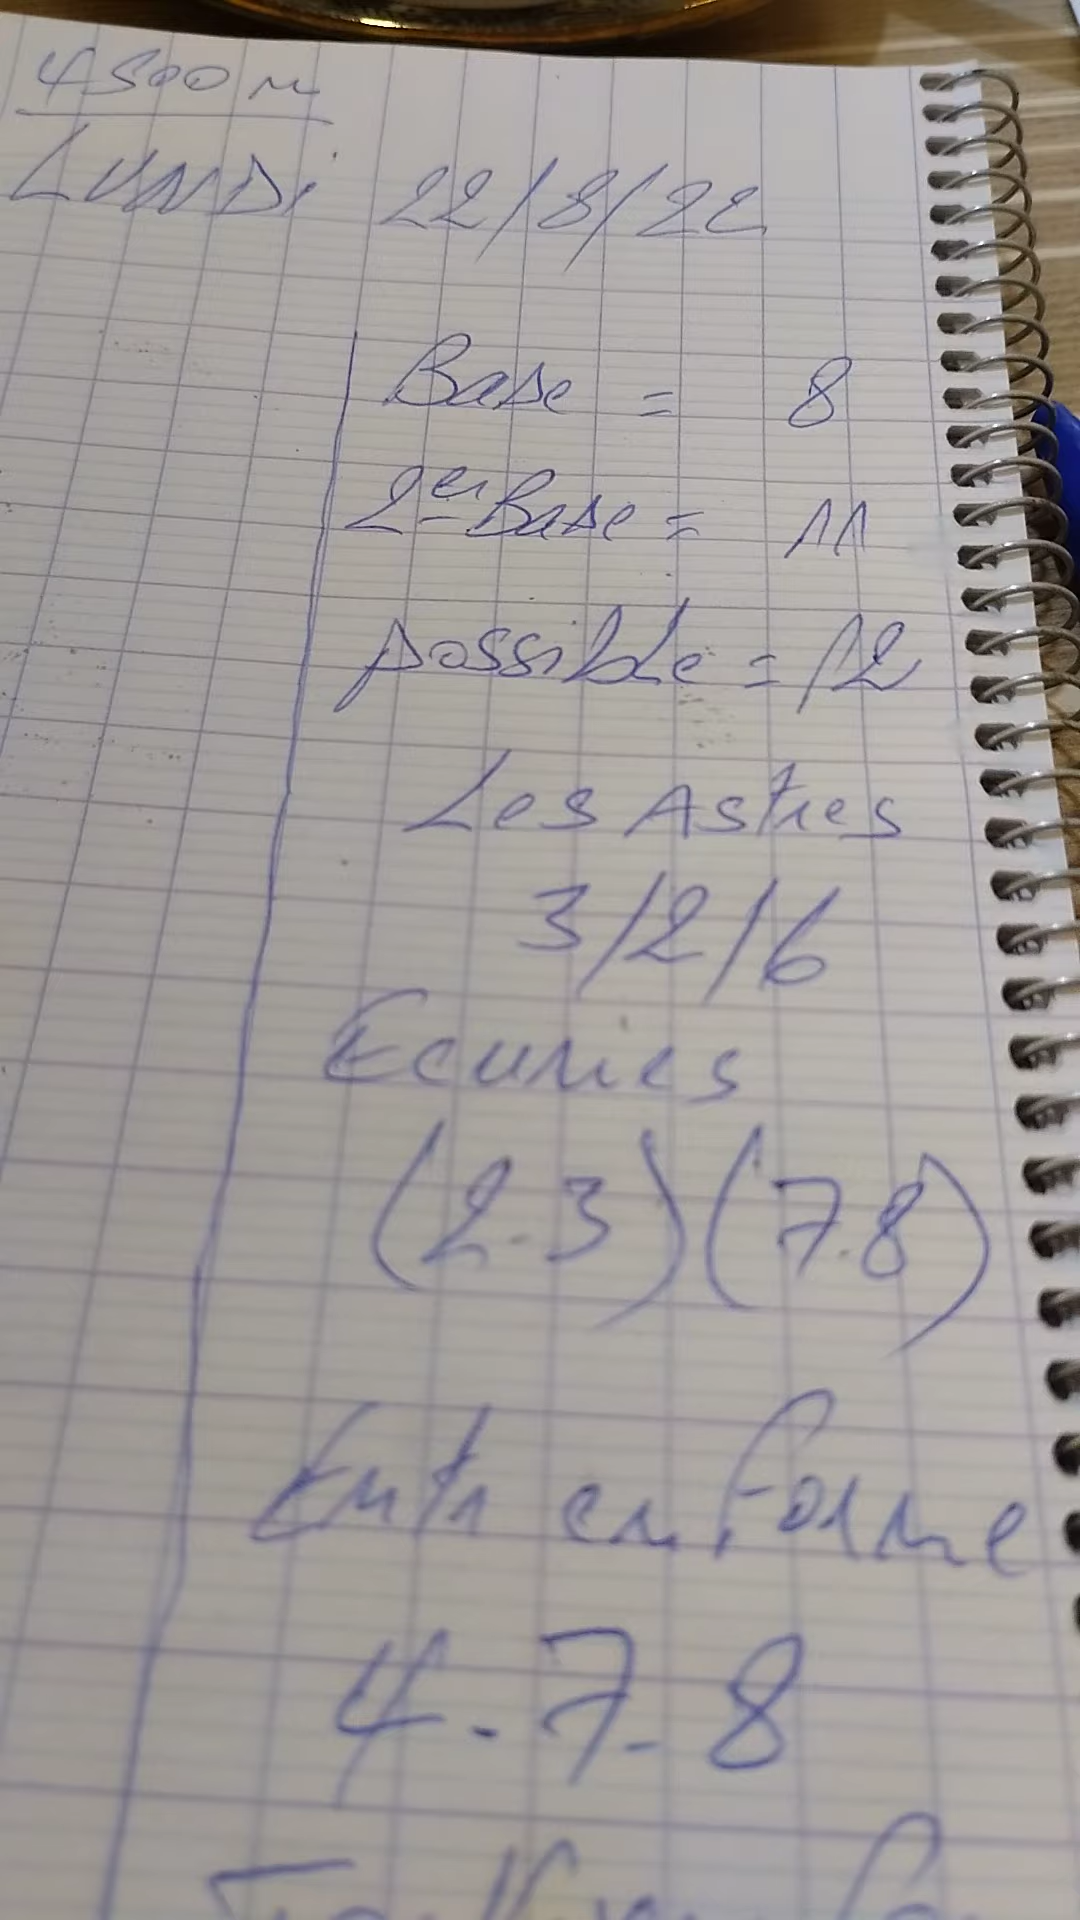 4500 m
LUNDi 22/8/22
Base = 8
2er Base = 11
possible = 12
Les Astres
3/2/6
Ecuries
(2.3) (7.8)
Entr en Forme
4-7-8